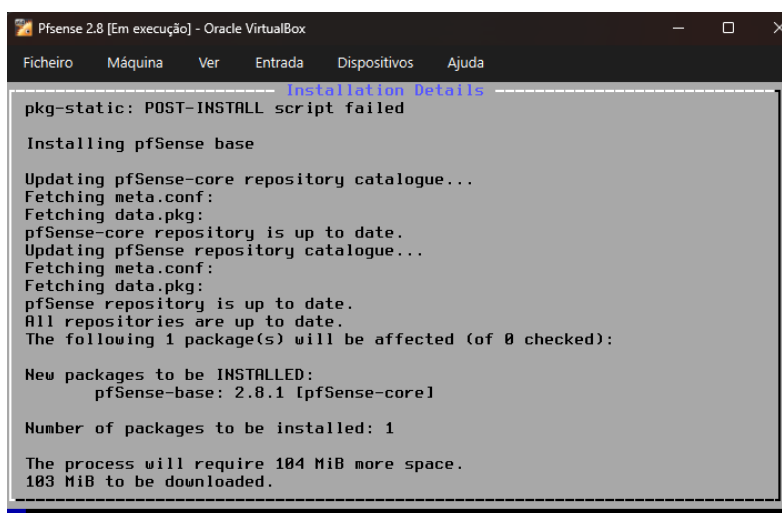 Pfsense 2.8 [Em execução] - Oracle VirtualBox
Ficheiro Máquina Ver Entrada Dispositivos Ajuda
Installation Details
pkg-static: POST-INSTALL script failed
Installing pfSense base
Updating pfSense-core repository catalogue...
Fetching meta.conf:
Fetching data.pkg:
pfSense-core repository is up to date.
Updating pfSense repository catalogue...
Fetching meta.conf:
Fetching data.pkg:
pfSense repository is up to date.
All repositories are up to date.
The following 1 package(s) will be affected (of 0 checked):
New packages to be INSTALLED:
pfSense-base: 2.8.1 [pfSense-core]
Number of packages to be installed: 1
The process will require 104 MiB more space.
103 MiB to be downloaded.